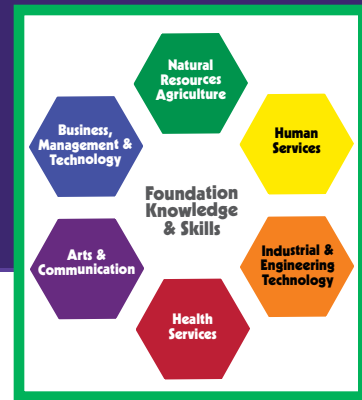 Natural
Resources
Agriculture
Business,
Management &
Technology
Human
Services
Foundation
Knowledge
& Skills
Arts &
Communication
Industrial &
Engineering
Technology
Health
Services